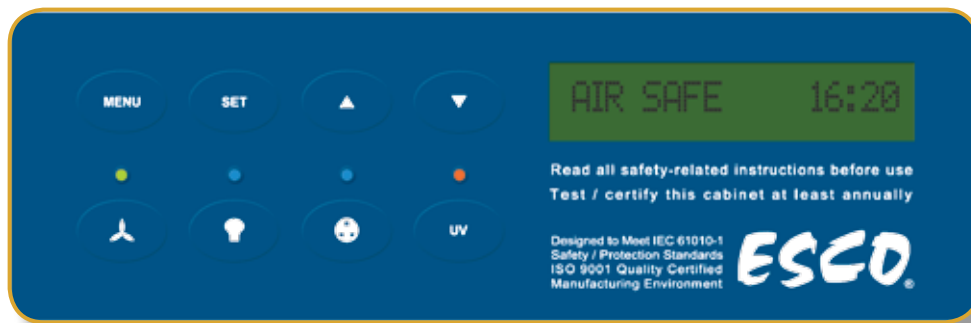 MENU SET
AIR SAFE 16:20
Read all safety-related instructions before use
Test / certify this cabinet at least annually
UV
Designed to Meet IEC 61010-1
Safety / Protection Standards
ISO 9001 Quality Certified
Manufacturing Environment
ESCO®